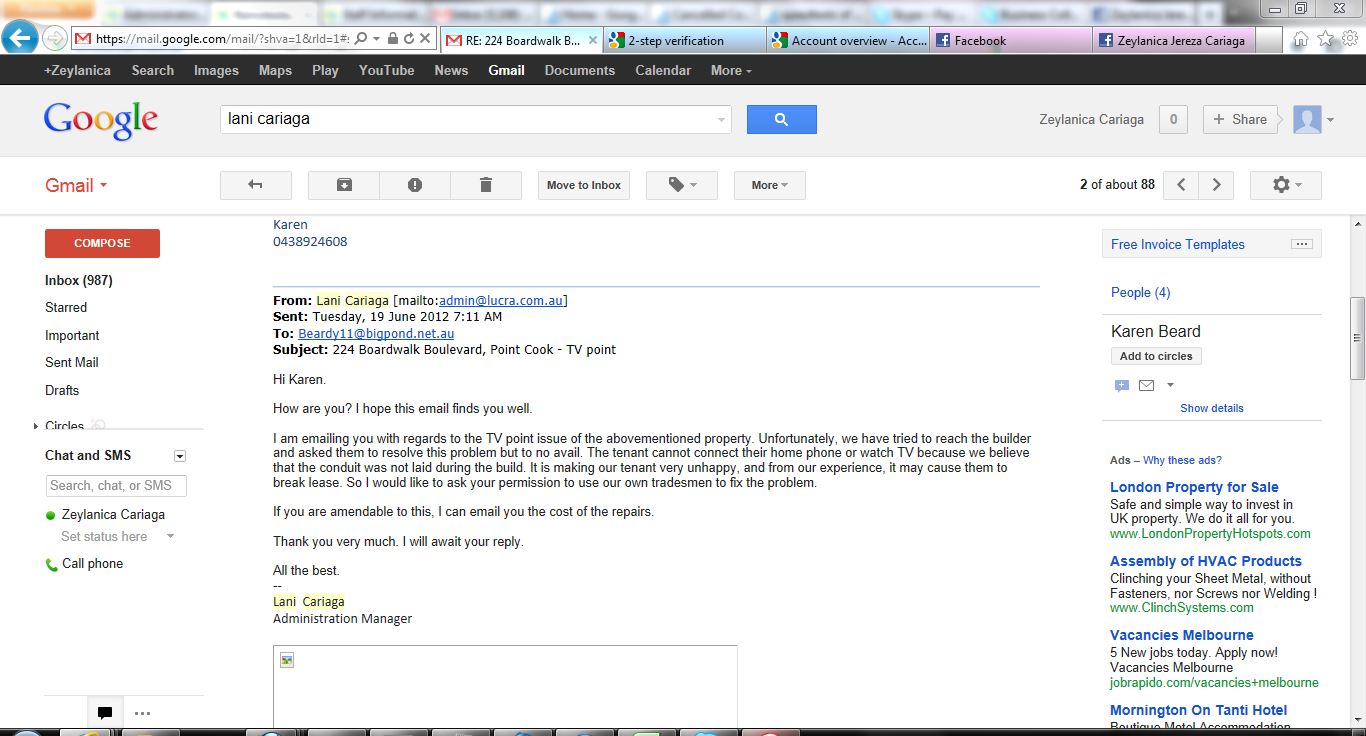 https://mail.google.com/mail/?shva=1&rld=1#:
RE: 224 Boardwalk B...
2-step verification
Account overview - Acc...
Facebook
Zeylanica Jereza Cariaga
+Zeylanica Search Images Maps Play YouTube News Gmail Documents Calendar More
Google
lani cariaga
Zeylanica Cariaga 0 + Share
Gmail
Move to Inbox
More
2 of about 88
COMPOSE
Inbox (987)
Starred
Important
Sent Mail
Drafts
Circles
Chat and SMS
Search, chat, or SMS
Zeylanica Cariaga
Set status here
Call phone
Karen
0438924608
From: Lani Cariaga [mailto:admin@lucra.com.au]
Sent: Tuesday, 19 June 2012 7:11 AM
To: Beardy11@bigpond.net.au
Subject: 224 Boardwalk Boulevard, Point Cook - TV point
Hi Karen.
How are you? I hope this email finds you well.
I am emailing you with regards to the TV point issue of the abovementioned property. Unfortunately, we have tried to reach the builder
and asked them to resolve this problem but to no avail. The tenant cannot connect their home phone or watch TV because we believe
that the conduit was not laid during the build. It is making our tenant very unhappy, and from our experience, it may cause them to
break lease. So I would like to ask your permission to use our own tradesmen to fix the problem.
If you are amendable to this, I can email you the cost of the repairs.
Thank you very much. I will await your reply.
All the best.
--
Lani Cariaga
Administration Manager
Free Invoice Templates
People (4)
Karen Beard
Add to circles
Show details
Ads – Why these ads?
London Property for Sale
Safe and simple way to invest in
UK property. We do it all for you.
www.LondonPropertyHotspots.com
Assembly of HVAC Products
Clinching your Sheet Metal, without
Fasteners, nor Screws nor Welding !
www.ClinchSystems.com
Vacancies Melbourne
5 New jobs today. Apply now!
Vacancies Melbourne
jobrapido.com/vacancies+melbourne
Mornington On Tanti Hotel
Boutique Motel Accommodation